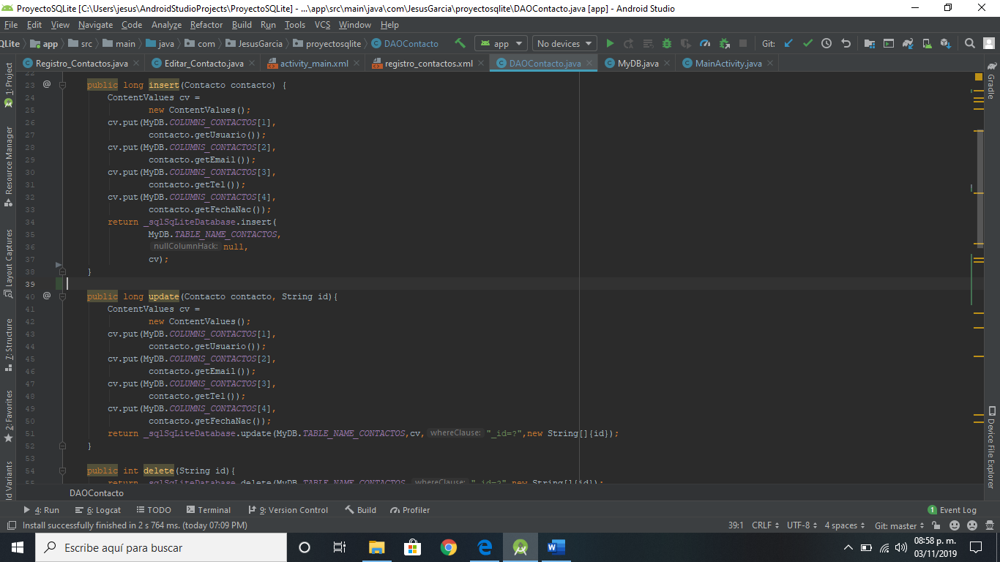 ProyectoSQLite [C:\Users\jesus\AndroidStudioProjects\ProyectoSQLite] - ...\app\src\main\java\com\JesusGarcia\proyectosqlite\DAOContacto.java [app] - Android Studio
File Edit View Navigate Code Analyze Refactor Build Run Tools VCS Window Help
QLite app src main java com JesusGarcia proyectosqlite DAOContacto app No devices Git:
Registro_Contactos.java Editar_Contacto.java activity_main.xml registro_contactos.xml DAOContacto.java MyDB.java MainActivity.java
1: Project
Resource Manager
Layout Captures
7: Structure
2: Favorites
ld Variants
Gradle
Device File Explorer
22
23 @ public long insert(Contacto contacto) {
24 ContentValues cv =
25 new ContentValues();
26 cv.put(MyDB.COLUMNS_CONTACTOS[1],
27 contacto.getUsuario());
28 cv.put(MyDB.COLUMNS_CONTACTOS[2],
29 contacto.getEmail());
30 cv.put(MyDB.COLUMNS_CONTACTOS[3],
31 contacto.getTel());
32 cv.put(MyDB.COLUMNS_CONTACTOS[4],
33 contacto.getFechaNac());
34 return _sqlSqLiteDatabase.insert(
35 MyDB.TABLE_NAME_CONTACTOS,
36 nullColumnHack: null,
37 cv);
38 }
39
40 @ public long update(Contacto contacto, String id){
41 ContentValues cv =
42 new ContentValues();
43 cv.put(MyDB.COLUMNS_CONTACTOS[1],
44 contacto.getUsuario());
45 cv.put(MyDB.COLUMNS_CONTACTOS[2],
46 contacto.getEmail());
47 cv.put(MyDB.COLUMNS_CONTACTOS[3],
48 contacto.getTel());
49 cv.put(MyDB.COLUMNS_CONTACTOS[4],
50 contacto.getFechaNac());
51 return _sqlSqLiteDatabase.update(MyDB.TABLE_NAME_CONTACTOS,cv, whereClause: "_id=?",new String[]{id});
52 }
53
54 public int delete(String id){
55 return _sqlSqLiteDatabase.delete(MyDB.TABLE_NAME_CONTACTOS, whereClause: "_id=?",new String[]{id});
DAOContacto
4: Run 6: Logcat TODO Terminal 9: Version Control Build Profiler 1 Event Log
Install successfully finished in 2 s 764 ms. (today 07:09 PM) 39:1 CRLF UTF-8 4 spaces Git: master
Escribe aquí para buscar
08:58 p. m.
03/11/2019